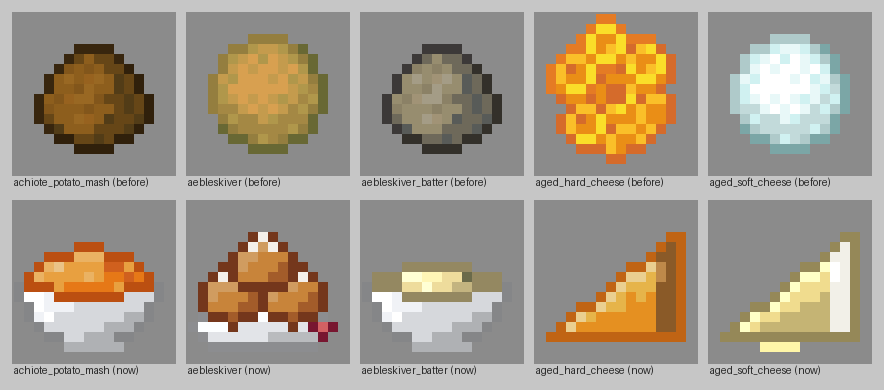 achiote_potato_mash (before)
aebleskiver (before)
aebleskiver_batter (before)
aged_hard_cheese (before)
aged_soft_cheese (before)
achiote_potato_mash (now)
aebleskiver (now)
aebleskiver_batter (now)
aged_hard_cheese (now)
aged_soft_cheese (now)